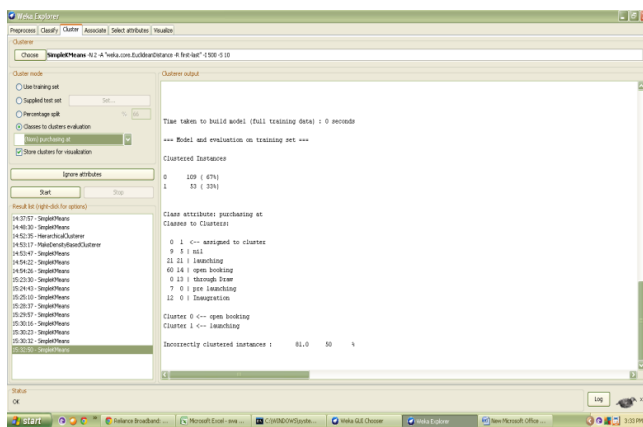 Weka Explorer
Preprocess Classify Cluster Associate Select attributes Visualize
Clusterer
Choose SimpleKMeans -N 2 -A "weka.core.EuclideanDistance -R first-last" -I 500 -S 10
Cluster mode
Use training set
Supplied test set Set...
Percentage split % 66
Classes to clusters evaluation
(Nom) purchasing at
Store clusters for visualization
Ignore attributes
Start Stop
Result list (right-click for options)
14:37:57 - SimpleKMeans
14:48:30 - SimpleKMeans
14:52:35 - HierarchicalClusterer
14:53:17 - MakeDensityBasedClusterer
14:53:47 - SimpleKMeans
14:54:22 - SimpleKMeans
14:54:26 - SimpleKMeans
15:23:30 - SimpleKMeans
15:24:43 - SimpleKMeans
15:25:10 - SimpleKMeans
15:28:37 - SimpleKMeans
15:29:57 - SimpleKMeans
15:30:16 - SimpleKMeans
15:30:23 - SimpleKMeans
15:30:32 - SimpleKMeans
15:32:50 - SimpleKMeans
Clusterer output
Time taken to build model (full training data) : 0 seconds
=== Model and evaluation on training set ===
Clustered Instances
0 109 ( 67%)
1 53 ( 33%)
Class attribute: purchasing at
Classes to Clusters:
0 1 <-- assigned to cluster
9 5 | nil
21 21 | launching
60 14 | open booking
0 13 | through Draw
7 0 | pre launching
12 0 | Inaugration
Cluster 0 <-- open booking
Cluster 1 <-- launching
Incorrectly clustered instances : 81.0 50 %
Status
OK
Log x
start Reliance Broadband: ... Microsoft Excel - swa ... C:\WINDOWS\syste... Weka GUI Chooser Weka Explorer New Microsoft Office ... 3:33 PM